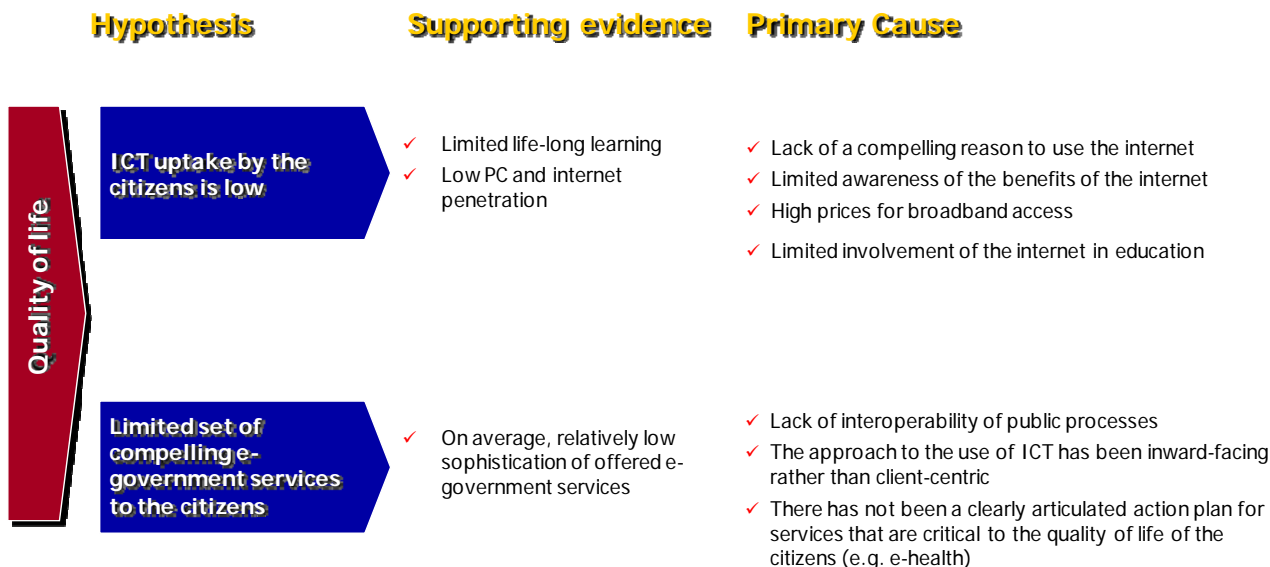 Hypothesis
Supporting evidence
Primary Cause
Quality of life
ICT uptake by the
citizens is low
✓ Limited life-long learning
✓ Low PC and internet
penetration
✓ Lack of a compelling reason to use the internet
✓ Limited awareness of the benefits of the internet
✓ High prices for broadband access
✓ Limited involvement of the internet in education
Limited set of
compelling e-
government services
to the citizens
✓ On average, relatively low
sophistication of offered e-
government services
✓ Lack of interoperability of public processes
✓ The approach to the use of ICT has been inward-facing
rather than client-centric
✓ There has not been a clearly articulated action plan for
services that are critical to the quality of life of the
citizens (e.g. e-health)